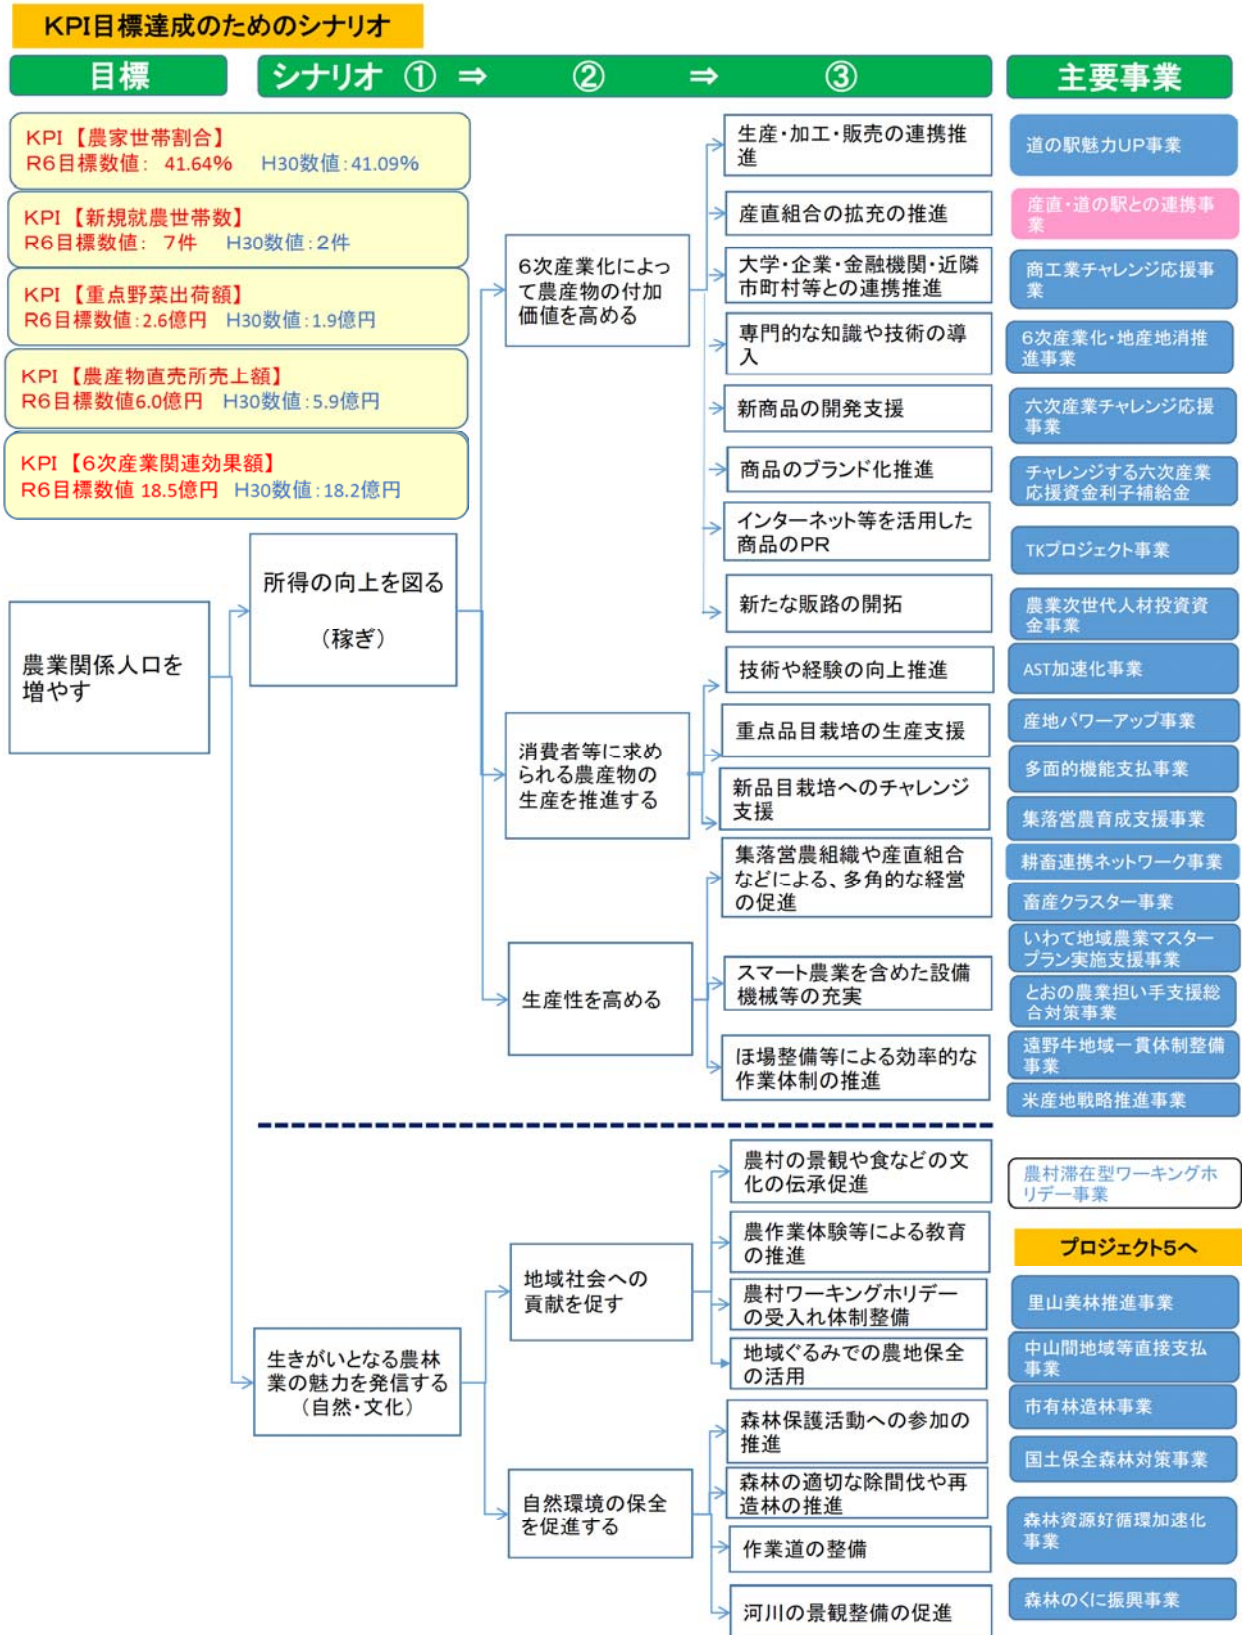 KPI目標達成のためのシナリオ
目標
シナリオ ① ⇒ ② ⇒ ③
主要事業
KPI 【農家世帯割合】
R6目標数値: 41.64% H30数値:41.09%
KPI 【新規就農世帯数】
R6目標数値: 7件 H30数値:2件
KPI 【重点野菜出荷額】
R6目標数値:2.6億円 H30数値:1.9億円
KPI 【農産物直売所売上額】
R6目標数値6.0億円 H30数値:5.9億円
KPI 【6次産業関連効果額】
R6目標数値 18.5億円 H30数値:18.2億円
農業関係人口を
増やす
所得の向上を図る
(稼ぎ)
生きがいとなる農林
業の魅力を発信する
(自然・文化)
6次産業化によっ
て農産物の付加
価値を高める
消費者等に求め
られる農産物の
生産を推進する
生産性を高める
地域社会への
貢献を促す
自然環境の保全
を促進する
生産・加工・販売の連携推
進
産直組合の拡充の推進
大学・企業・金融機関・近隣
市町村等との連携推進
専門的な知識や技術の導
入
新商品の開発支援
商品のブランド化推進
インターネット等を活用した
商品のPR
新たな販路の開拓
技術や経験の向上推進
重点品目栽培の生産支援
新品目栽培へのチャレンジ
支援
集落営農組織や産直組合
などによる、多角的な経営
の促進
スマート農業を含めた設備
機械等の充実
ほ場整備等による効率的な
作業体制の推進
農村の景観や食などの文
化の伝承促進
農作業体験等による教育
の推進
農村ワーキングホリデー
の受入れ体制整備
地域ぐるみでの農地保全
の活用
森林保護活動への参加の
推進
森林の適切な除間伐や再
造林の推進
作業道の整備
河川の景観整備の促進
道の駅魅力UP事業
産直・道の駅との連携事
業
商工業チャレンジ応援事
業
6次産業化・地産地消推
進事業
六次産業チャレンジ応援
事業
チャレンジする六次産業
応援資金利子補給金
TKプロジェクト事業
農業次世代人材投資資
金事業
AST加速化事業
産地パワーアップ事業
多面的機能支払事業
集落営農育成支援事業
耕畜連携ネットワーク事業
畜産クラスター事業
いわて地域農業マスター
プラン実施支援事業
とおの農業担い手支援総
合対策事業
遠野牛地域一貫体制整備
事業
米産地戦略推進事業
農村滞在型ワーキングホ
リデー事業
プロジェクト5へ
里山美林推進事業
中山間地域等直接支払
事業
市有林造林事業
国土保全森林対策事業
森林資源好循環加速化
事業
森林のくに振興事業